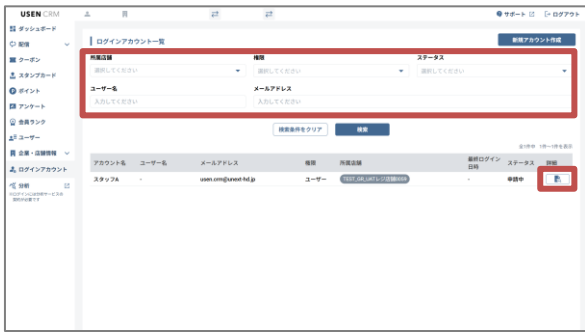 USEN CRM
サポート
ログアウト
ダッシュボード
配信
クーポン
スタンプカード
ポイント
アンケート
会員ランク
ユーザー
企業・店舗情報
ログインアカウント
分析
ログインアカウント一覧
新規アカウント作成
所属店舗 権限 ステータス
選択してください 選択してください 選択してください
ユーザー名 メールアドレス
入力してください 入力してください
検索条件をクリア 検索
全1件中 1件〜1件を表示
アカウント名 ユーザー名 メールアドレス 権限 所属店舗 最終ログイン日時 ステータス 詳細
スタッフA - usen.crm@unext-hd.jp ユーザー - 申請中